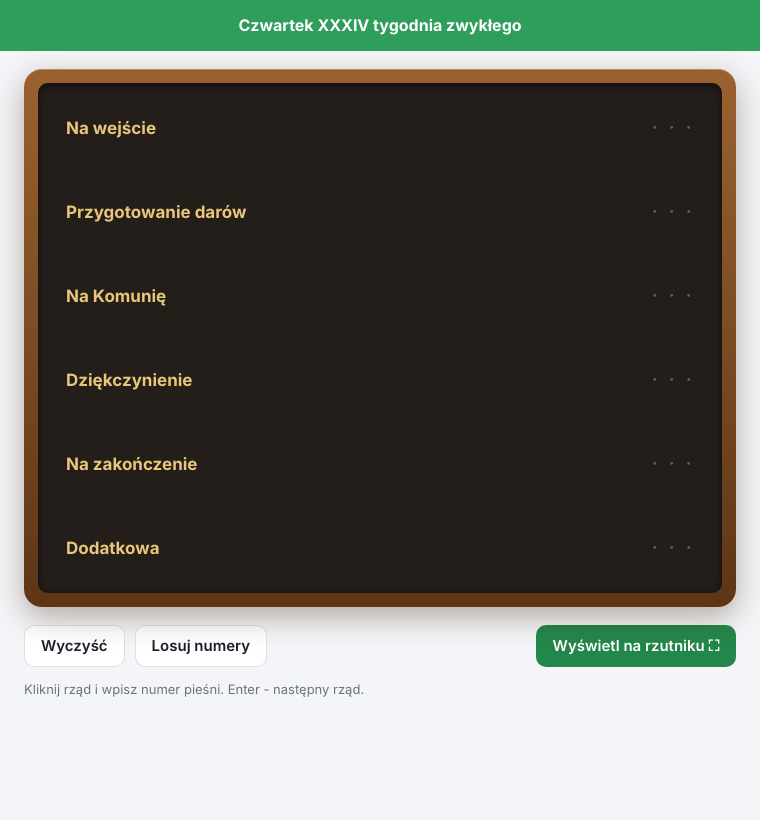 Czwartek XXXIV tygodnia zwykłego
Na wejście · · ·
Przygotowanie darów · · ·
Na Komunię · · ·
Dziękczynienie · · ·
Na zakończenie · · ·
Dodatkowa · · ·
Wyczyść Losuj numery Wyświetl na rzutniku ⛶
Kliknij rząd i wpisz numer pieśni. Enter - następny rząd.